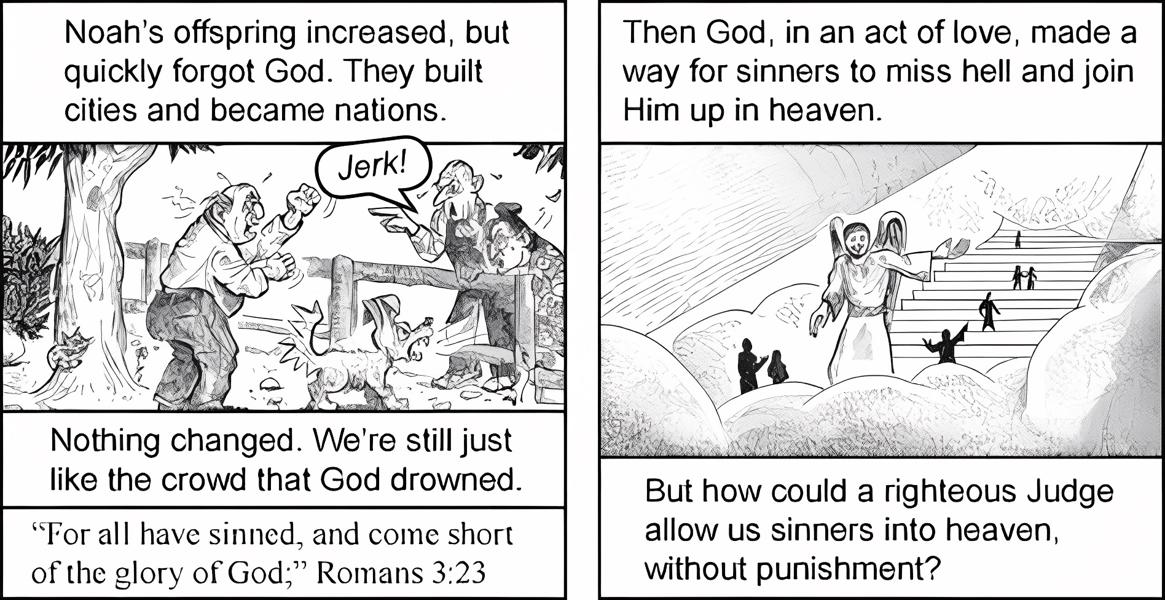 Noah's offspring increased, but
quickly forgot God. They built
cities and became nations.
Jerk!
Nothing changed. We're still just
like the crowd that God drowned.
“For all have sinned, and come short
of the glory of God;” Romans 3:23
Then God, in an act of love, made a
way for sinners to miss hell and join
Him up in heaven.
But how could a righteous Judge
allow us sinners into heaven,
without punishment?